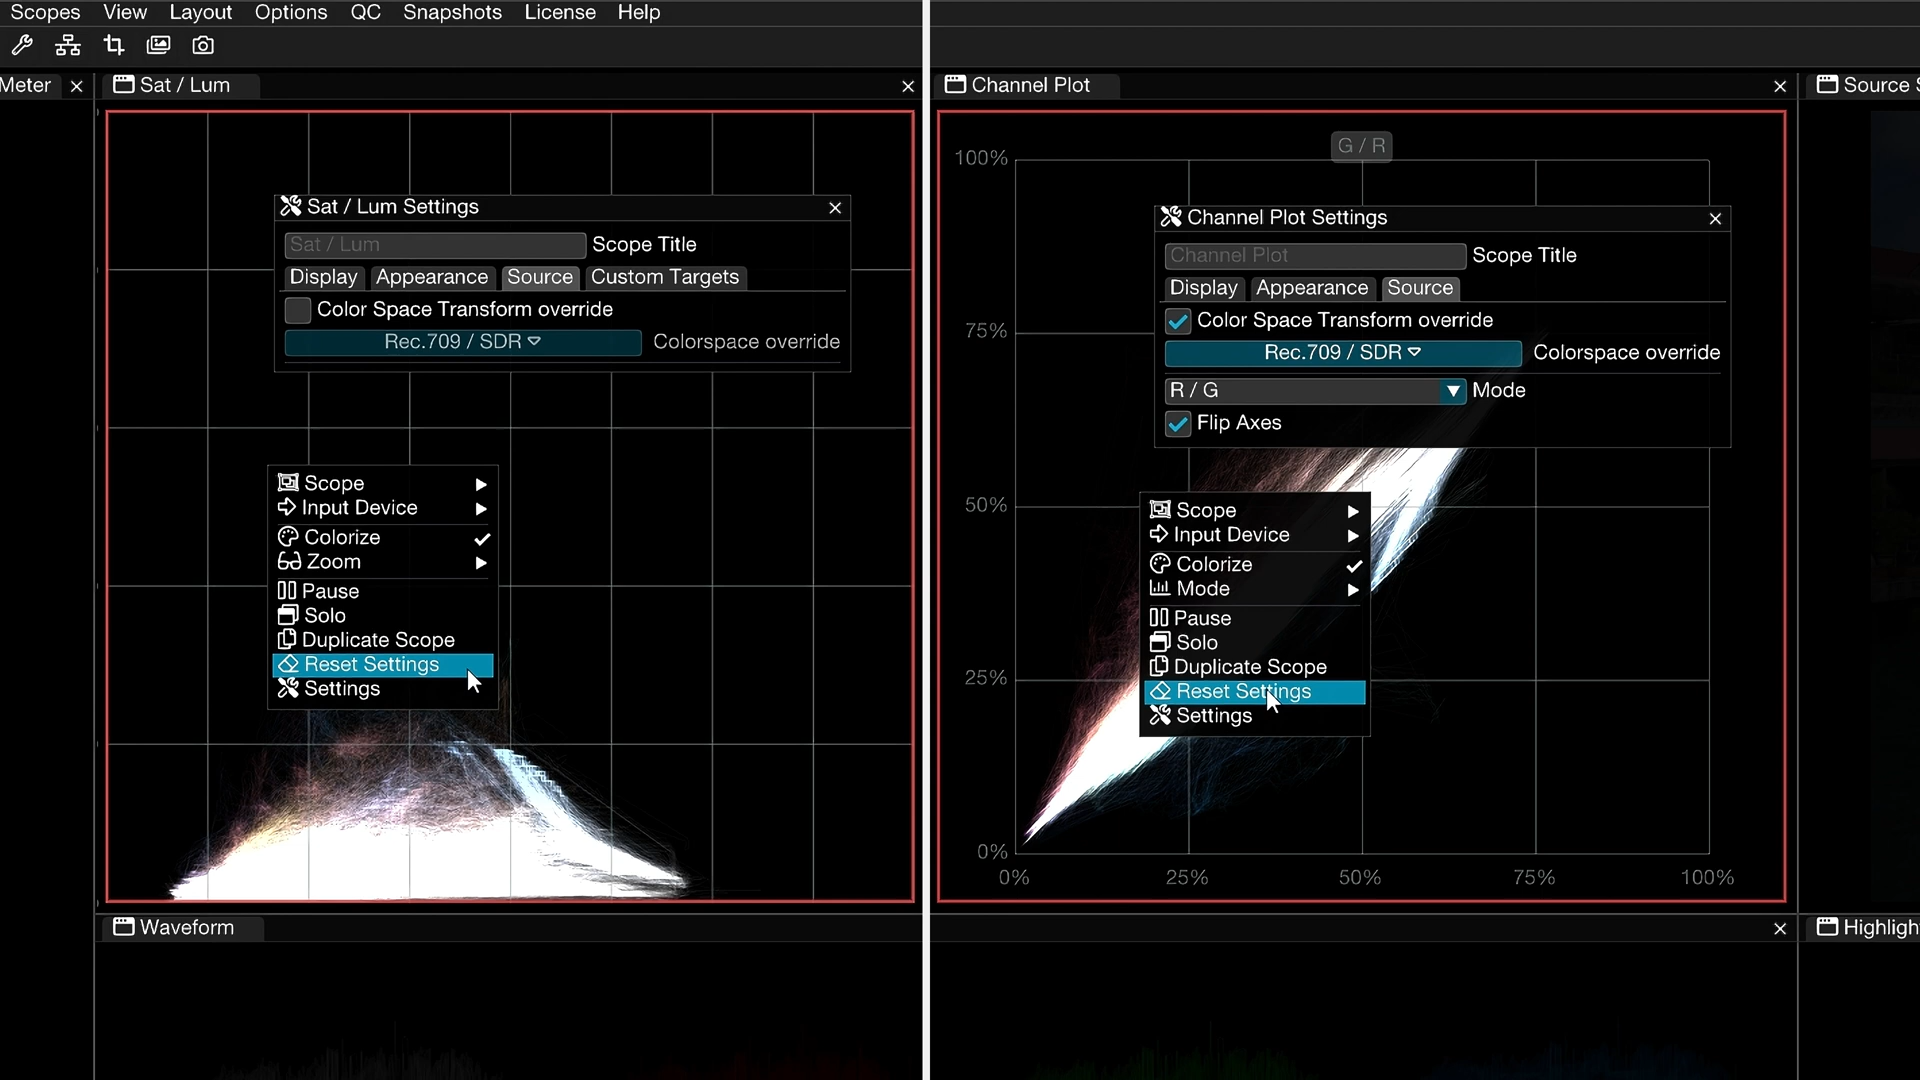 Scopes View Layout Options QC Snapshots License Help
Meter
Sat / Lum
Sat / Lum Settings
Sat / Lum Scope Title
Display Appearance Source Custom Targets
Color Space Transform override
Rec.709 / SDR Colorspace override
Scope
Input Device
Colorize
Zoom
Pause
Solo
Duplicate Scope
Reset Settings
Settings
Waveform
Channel Plot
G / R
100%
75%
50%
25%
0%
0% 25% 50% 75% 100%
Channel Plot Settings
Channel Plot Scope Title
Display Appearance Source
Color Space Transform override
Rec.709 / SDR Colorspace override
R / G Mode
Flip Axes
Scope
Input Device
Colorize
Mode
Pause
Solo
Duplicate Scope
Reset Settings
Settings
Source S
Highligh